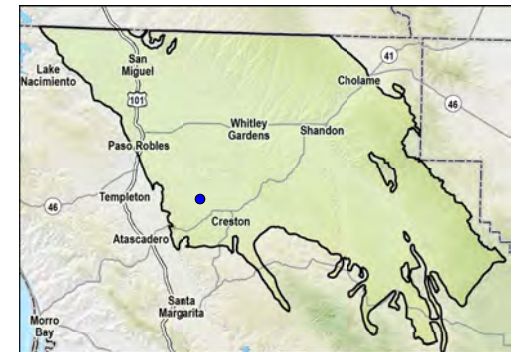 Lake
Nacimiento
San
Miguel
101
41
Cholame
46
Whitley
Gardens
Shandon
Paso Robles
46
Templeton
Creston
Atascadero
Santa
Margarita
Morro
Bay